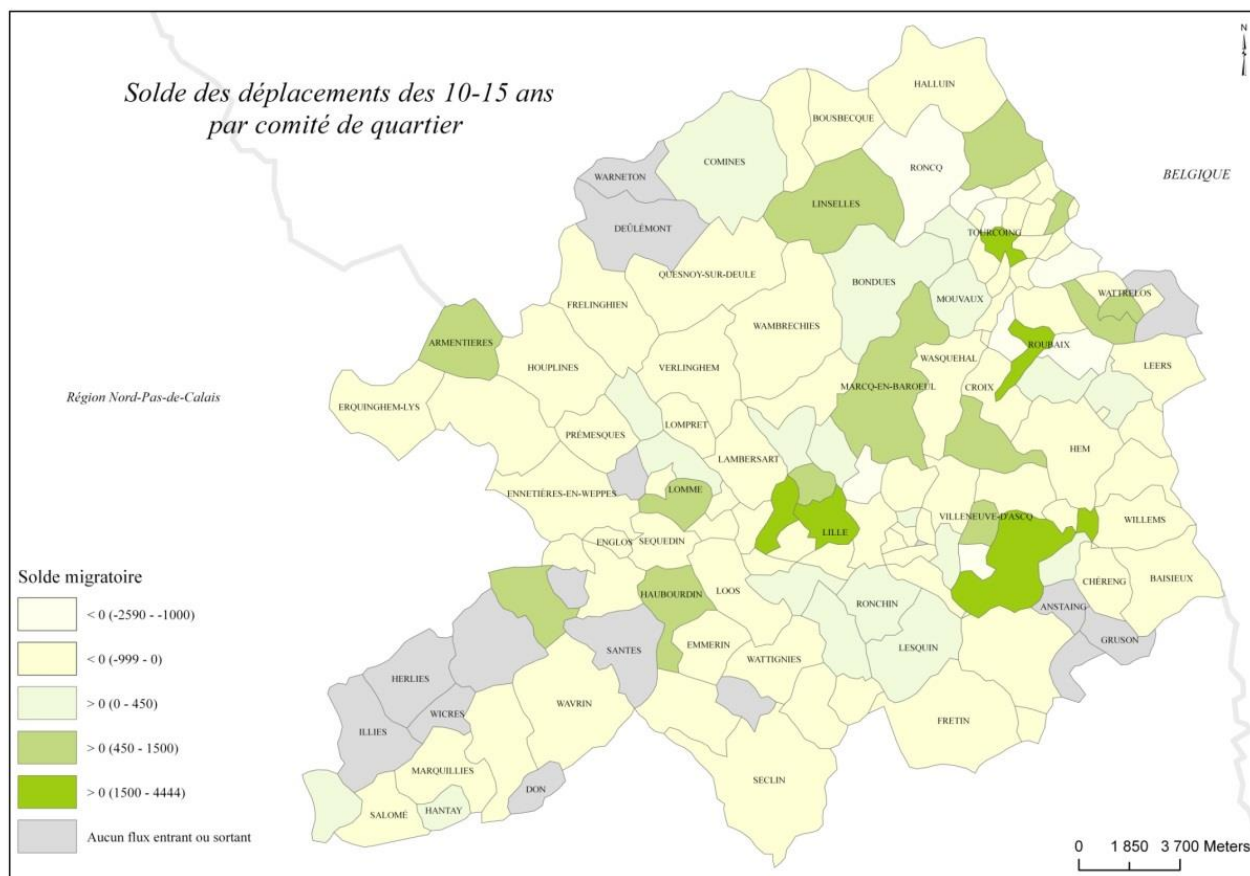 Solde des déplacements des 10-15 ans
par comité de quartier
N
HALLUIN
BOUSBECQUE
COMINES
RONCQ
WARNETON
BELGIQUE
LINSELLES
DEÛLÉMONT
TOURCOING
QUESNOY-SUR-DEULE
BONDUES
MOUVAUX
WATTRELOS
FRELINGHIEN
WAMBRECHIES
ARMENTIERES
ROUBAIX
HOUPLINES
VERLINGHEM
WASQUEHAL
LEERS
MARCQ-EN-BAROEUL
CROIX
Région Nord-Pas-de-Calais
ERQUINGHEM-LYS
LOMPRET
PRÉMESQUES
HEM
LAMBERSART
ENNETIÈRES-EN-WEPPES
LOMME
VILLENEUVE-D'ASCQ
WILLEMS
LILLE
ENGLOS
SEQUEDIN
CHÉRENG
BAISIEUX
LOOS
HAUBOURDIN
RONCHIN
ANSTAING
GRUSON
SANTES
EMMERIN
LESQUIN
WATTIGNIES
HERLIES
WAVRIN
WICRES
FRETIN
ILLIES
MARQUILLIES
SECLIN
DON
SALOMÉ
HANTAY
Solde migratoire
< 0 (-2590 - -1000)
< 0 (-999 - 0)
> 0 (0 - 450)
> 0 (450 - 1500)
> 0 (1500 - 4444)
Aucun flux entrant ou sortant
0 1 850 3 700 Meters